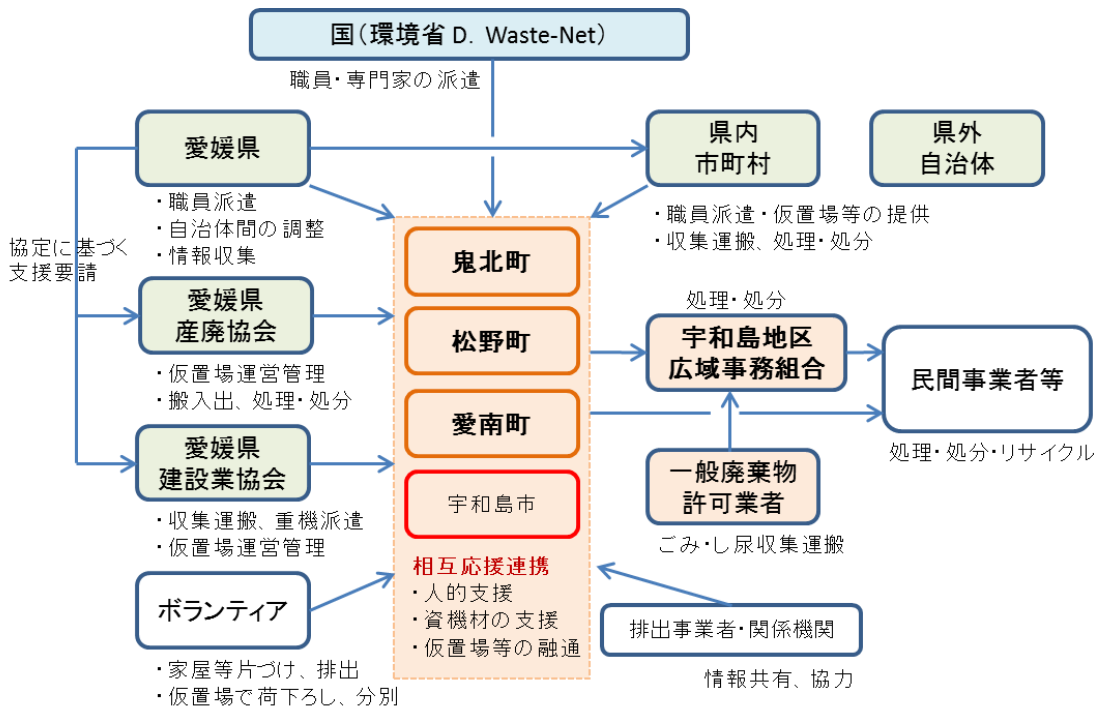 国（環境省 D. Waste-Net）
職員・専門家の派遣
愛媛県
県内
市町村
県外
自治体
・職員派遣
・自治体間の調整
・情報収集
・職員派遣・仮置場等の提供
・収集運搬、処理・処分
協定に基づく
支援要請
鬼北町
愛媛県
産廃協会
・仮置場運営管理
・搬入出、処理・処分
松野町
処理・処分
宇和島地区
広域事務組合
民間事業者等
処理・処分・リサイクル
愛南町
愛媛県
建設業協会
・収集運搬、重機派遣
・仮置場運営管理
一般廃棄物
許可業者
ごみ・し尿収集運搬
宇和島市
相互応援連携
・人的支援
・資機材の支援
・仮置場等の融通
ボランティア
・家屋等片づけ、排出
・仮置場で荷下ろし、分別
排出事業者・関係機関
情報共有、協力